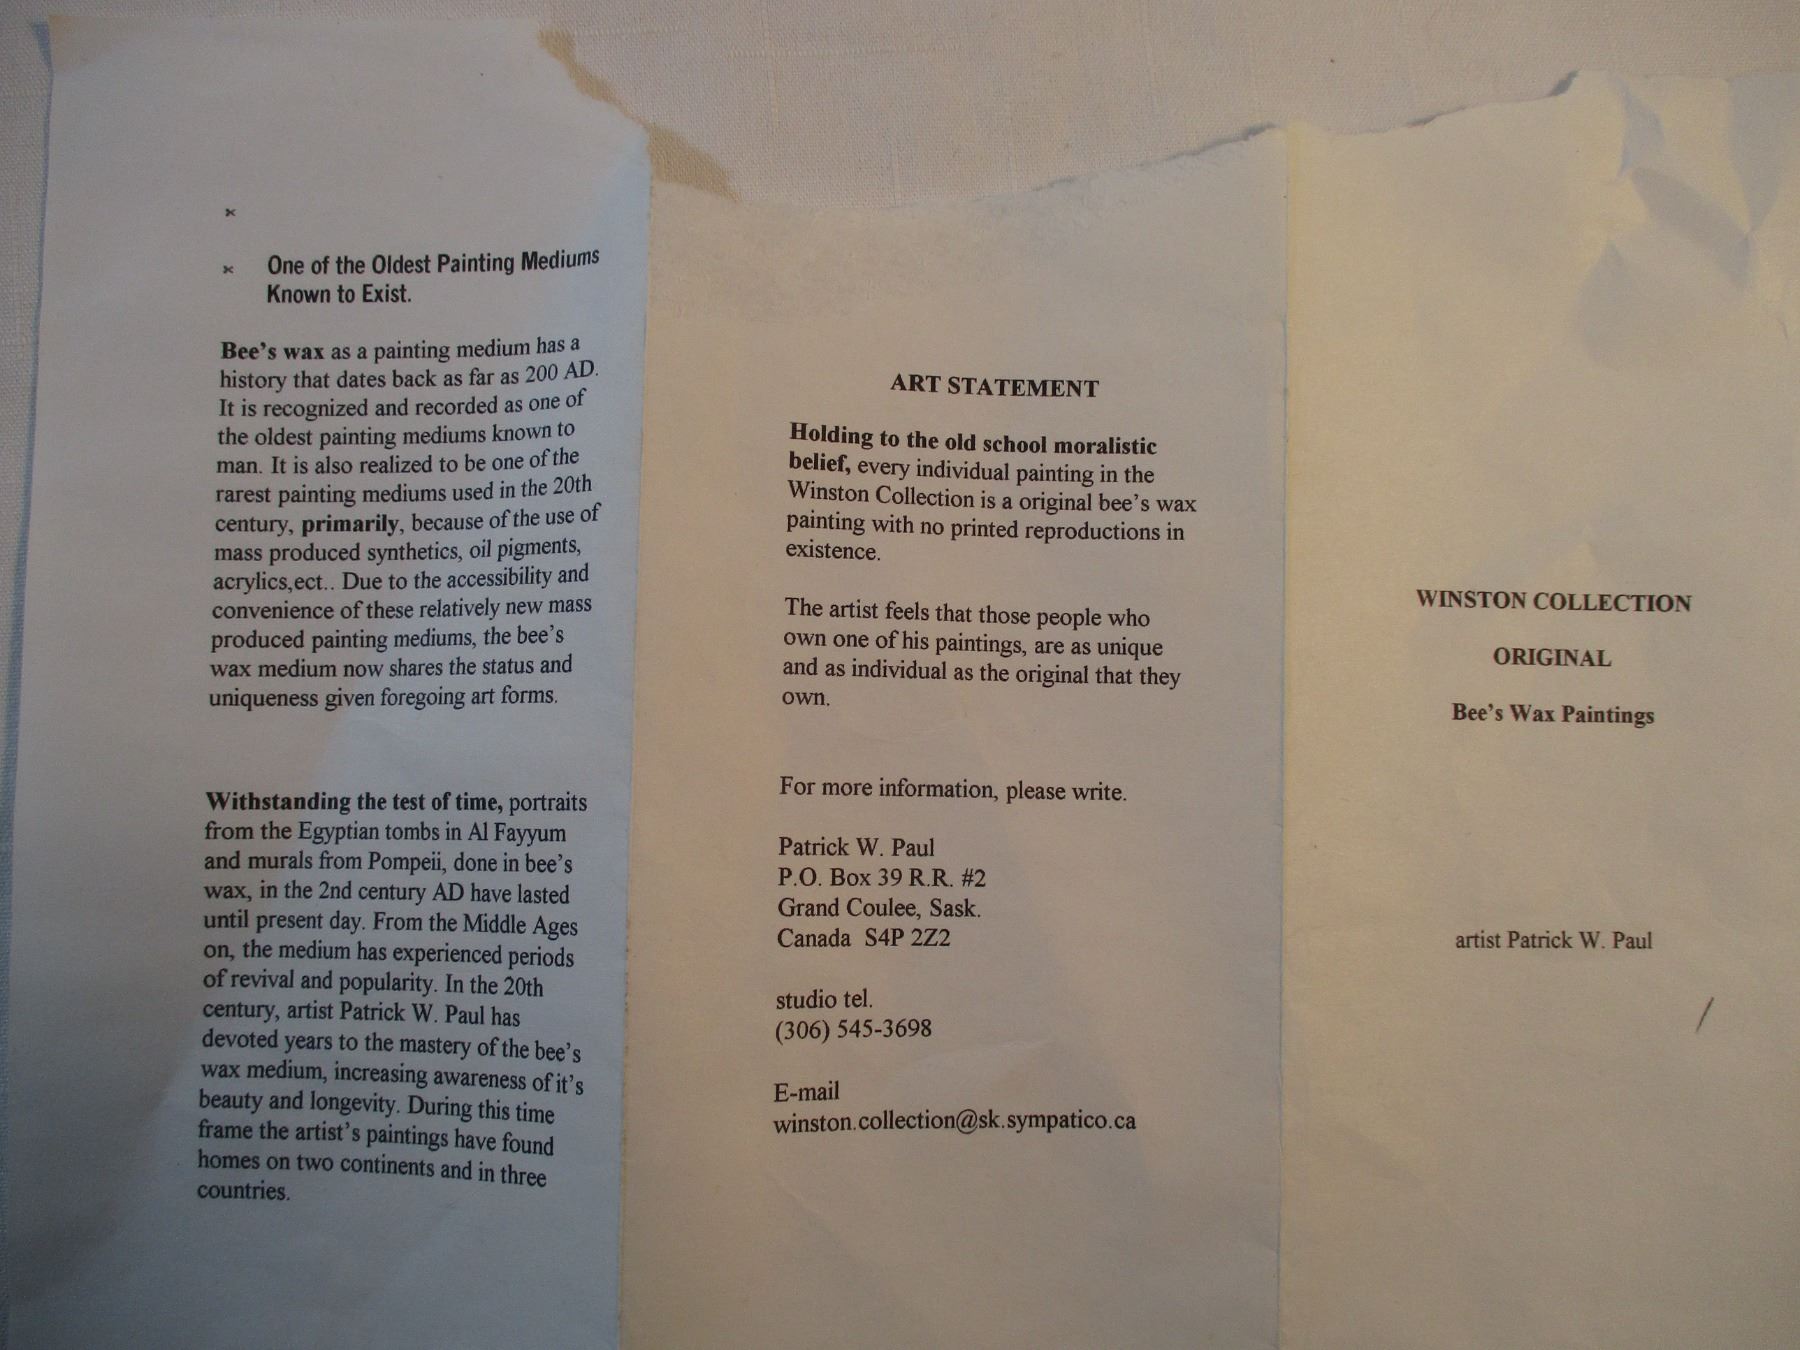 One of the Oldest Painting Mediums
Known to Exist.
Bee's wax as a painting medium has a
history that dates back as far as 200 AD.
It is recognized and recorded as one of
the oldest painting mediums known to
man. It is also realized to be one of the
rarest painting mediums used in the 20th
century, primarily, because of the use of
mass produced synthetics, oil pigments,
acrylics,ect.. Due to the accessibility and
convenience of these relatively new mass
produced painting mediums, the bee's
wax medium now shares the status and
uniqueness given foregoing art forms.
Withstanding the test of time, portraits
from the Egyptian tombs in Al Fayyum
and murals from Pompeii, done in bee's
wax, in the 2nd century AD have lasted
until present day. From the Middle Ages
on, the medium has experienced periods
of revival and popularity. In the 20th
century, artist Patrick W. Paul has
devoted years to the mastery of the bee's
wax medium, increasing awareness of it's
beauty and longevity. During this time
frame the artist's paintings have found
homes on two continents and in three
countries.
ART STATEMENT
Holding to the old school moralistic
belief, every individual painting in the
Winston Collection is a original bee's wax
painting with no printed reproductions in
existence.
The artist feels that those people who
own one of his paintings, are as unique
and as individual as the original that they
own.
For more information, please write.
Patrick W. Paul
P.O. Box 39 R.R. #2
Grand Coulee, Sask.
Canada  S4P 2Z2
studio tel.
(306) 545-3698
E-mail
winston.collection@sk.sympatico.ca
WINSTON COLLECTION
ORIGINAL
Bee's Wax Paintings
artist Patrick W. Paul